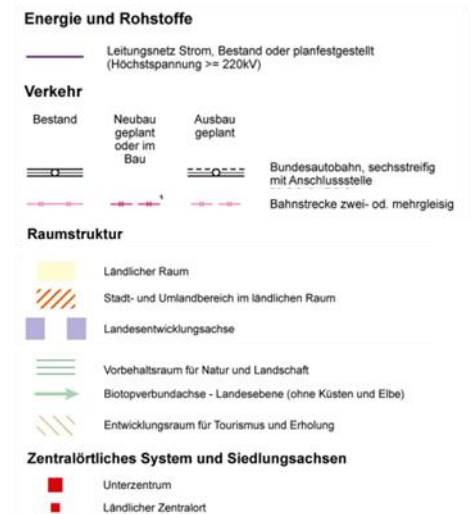 Energie und Rohstoffe
Leitungsnetz Strom, Bestand oder planfestgestellt
(Höchstspannung >= 220kV)
Verkehr
Bestand
Neubau
geplant
oder im
Bau
Ausbau
geplant
Bundesautobahn, sechsstreifig
mit Anschlussstelle
Bahnstrecke zwei- od. mehrgleisig
Raumstruktur
Ländlicher Raum
Stadt- und Umlandbereich im ländlichen Raum
Landesentwicklungsachse
Vorbehaltsraum für Natur und Landschaft
Biotopverbundachse - Landesebene (ohne Küsten und Elbe)
Entwicklungsraum für Tourismus und Erholung
Zentralörtliches System und Siedlungsachsen
Unterzentrum
Ländlicher Zentralort